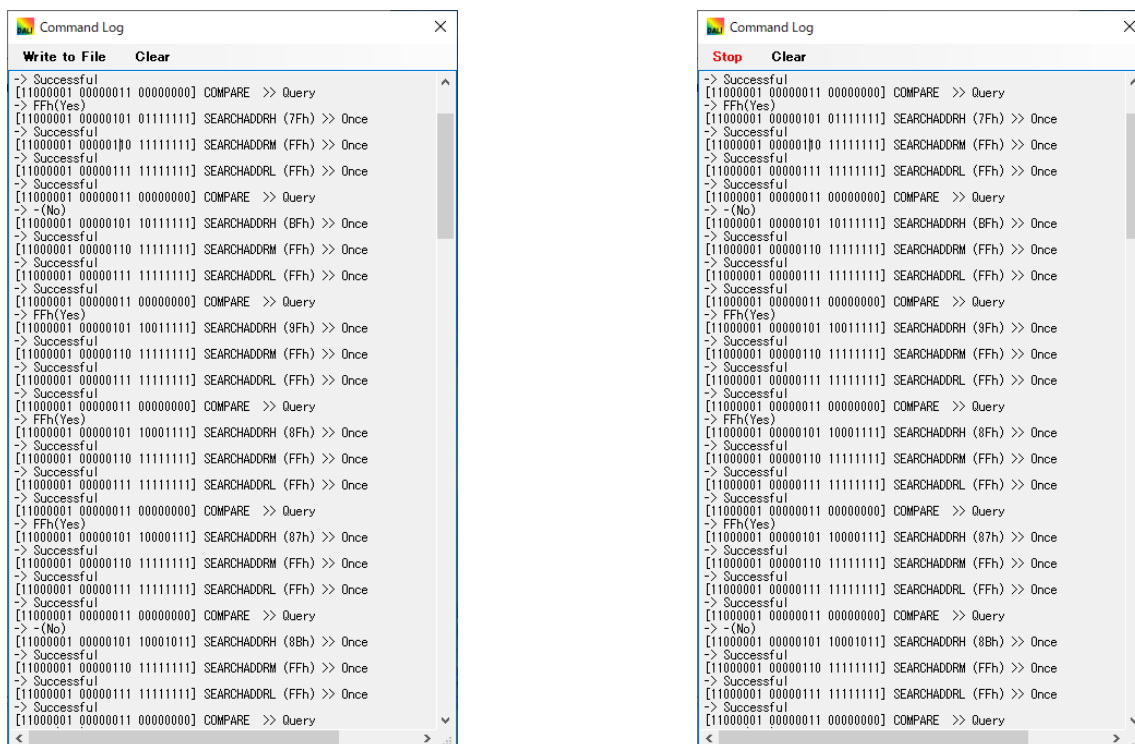 DALI Command Log
Write to File Clear
-> Successful
[11000001 00000011 00000000] COMPARE >> Query
-> FFh(Yes)
[11000001 00000101 01111111] SEARCHADDRH (7Fh) >> Once
-> Successful
[11000001 00000110 11111111] SEARCHADDRM (FFh) >> Once
-> Successful
[11000001 00000111 11111111] SEARCHADDRL (FFh) >> Once
-> Successful
[11000001 00000011 00000000] COMPARE >> Query
-> -(No)
[11000001 00000101 10111111] SEARCHADDRH (BFh) >> Once
-> Successful
[11000001 00000110 11111111] SEARCHADDRM (FFh) >> Once
-> Successful
[11000001 00000111 11111111] SEARCHADDRL (FFh) >> Once
-> Successful
[11000001 00000011 00000000] COMPARE >> Query
-> FFh(Yes)
[11000001 00000101 10011111] SEARCHADDRH (9Fh) >> Once
-> Successful
[11000001 00000110 11111111] SEARCHADDRM (FFh) >> Once
-> Successful
[11000001 00000111 11111111] SEARCHADDRL (FFh) >> Once
-> Successful
[11000001 00000011 00000000] COMPARE >> Query
-> FFh(Yes)
[11000001 00000101 10001111] SEARCHADDRH (8Fh) >> Once
-> Successful
[11000001 00000110 11111111] SEARCHADDRM (FFh) >> Once
-> Successful
[11000001 00000111 11111111] SEARCHADDRL (FFh) >> Once
-> Successful
[11000001 00000011 00000000] COMPARE >> Query
-> FFh(Yes)
[11000001 00000101 10000111] SEARCHADDRH (87h) >> Once
-> Successful
[11000001 00000110 11111111] SEARCHADDRM (FFh) >> Once
-> Successful
[11000001 00000111 11111111] SEARCHADDRL (FFh) >> Once
-> Successful
[11000001 00000011 00000000] COMPARE >> Query
-> -(No)
[11000001 00000101 10001011] SEARCHADDRH (8Bh) >> Once
-> Successful
[11000001 00000110 11111111] SEARCHADDRM (FFh) >> Once
-> Successful
[11000001 00000111 11111111] SEARCHADDRL (FFh) >> Once
-> Successful
[11000001 00000011 00000000] COMPARE >> Query
DALI Command Log
Stop Clear
-> Successful
[11000001 00000011 00000000] COMPARE >> Query
-> FFh(Yes)
[11000001 00000101 01111111] SEARCHADDRH (7Fh) >> Once
-> Successful
[11000001 00000110 11111111] SEARCHADDRM (FFh) >> Once
-> Successful
[11000001 00000111 11111111] SEARCHADDRL (FFh) >> Once
-> Successful
[11000001 00000011 00000000] COMPARE >> Query
-> -(No)
[11000001 00000101 10111111] SEARCHADDRH (BFh) >> Once
-> Successful
[11000001 00000110 11111111] SEARCHADDRM (FFh) >> Once
-> Successful
[11000001 00000111 11111111] SEARCHADDRL (FFh) >> Once
-> Successful
[11000001 00000011 00000000] COMPARE >> Query
-> FFh(Yes)
[11000001 00000101 10011111] SEARCHADDRH (9Fh) >> Once
-> Successful
[11000001 00000110 11111111] SEARCHADDRM (FFh) >> Once
-> Successful
[11000001 00000111 11111111] SEARCHADDRL (FFh) >> Once
-> Successful
[11000001 00000011 00000000] COMPARE >> Query
-> FFh(Yes)
[11000001 00000101 10001111] SEARCHADDRH (8Fh) >> Once
-> Successful
[11000001 00000110 11111111] SEARCHADDRM (FFh) >> Once
-> Successful
[11000001 00000111 11111111] SEARCHADDRL (FFh) >> Once
-> Successful
[11000001 00000011 00000000] COMPARE >> Query
-> FFh(Yes)
[11000001 00000101 10000111] SEARCHADDRH (87h) >> Once
-> Successful
[11000001 00000110 11111111] SEARCHADDRM (FFh) >> Once
-> Successful
[11000001 00000111 11111111] SEARCHADDRL (FFh) >> Once
-> Successful
[11000001 00000011 00000000] COMPARE >> Query
-> -(No)
[11000001 00000101 10001011] SEARCHADDRH (8Bh) >> Once
-> Successful
[11000001 00000110 11111111] SEARCHADDRM (FFh) >> Once
-> Successful
[11000001 00000111 11111111] SEARCHADDRL (FFh) >> Once
-> Successful
[11000001 00000011 00000000] COMPARE >> Query